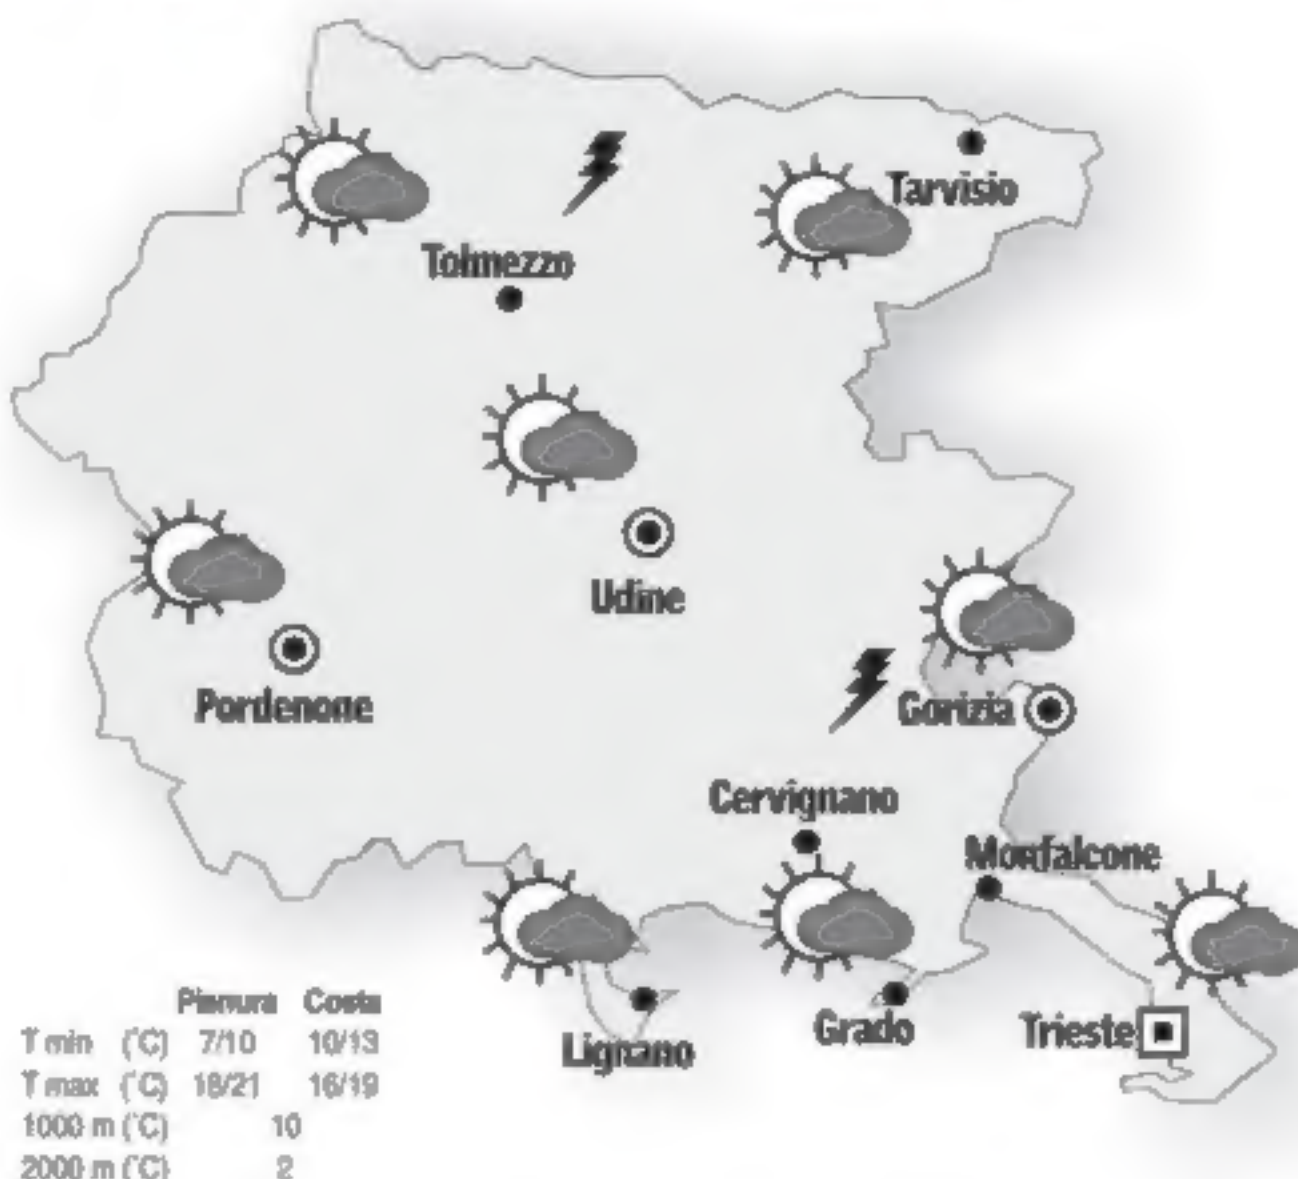 Tarvisio
Tolmezzo
Udine
Pordenone
Gorizia
Cervignano
Monfalcone
Grado
Trieste
Lignano
Pianura Costa
T min (°C) 7/10 10/13
T max (°C) 18/21 16/19
1000 m (°C) 10
2000 m (°C) 2